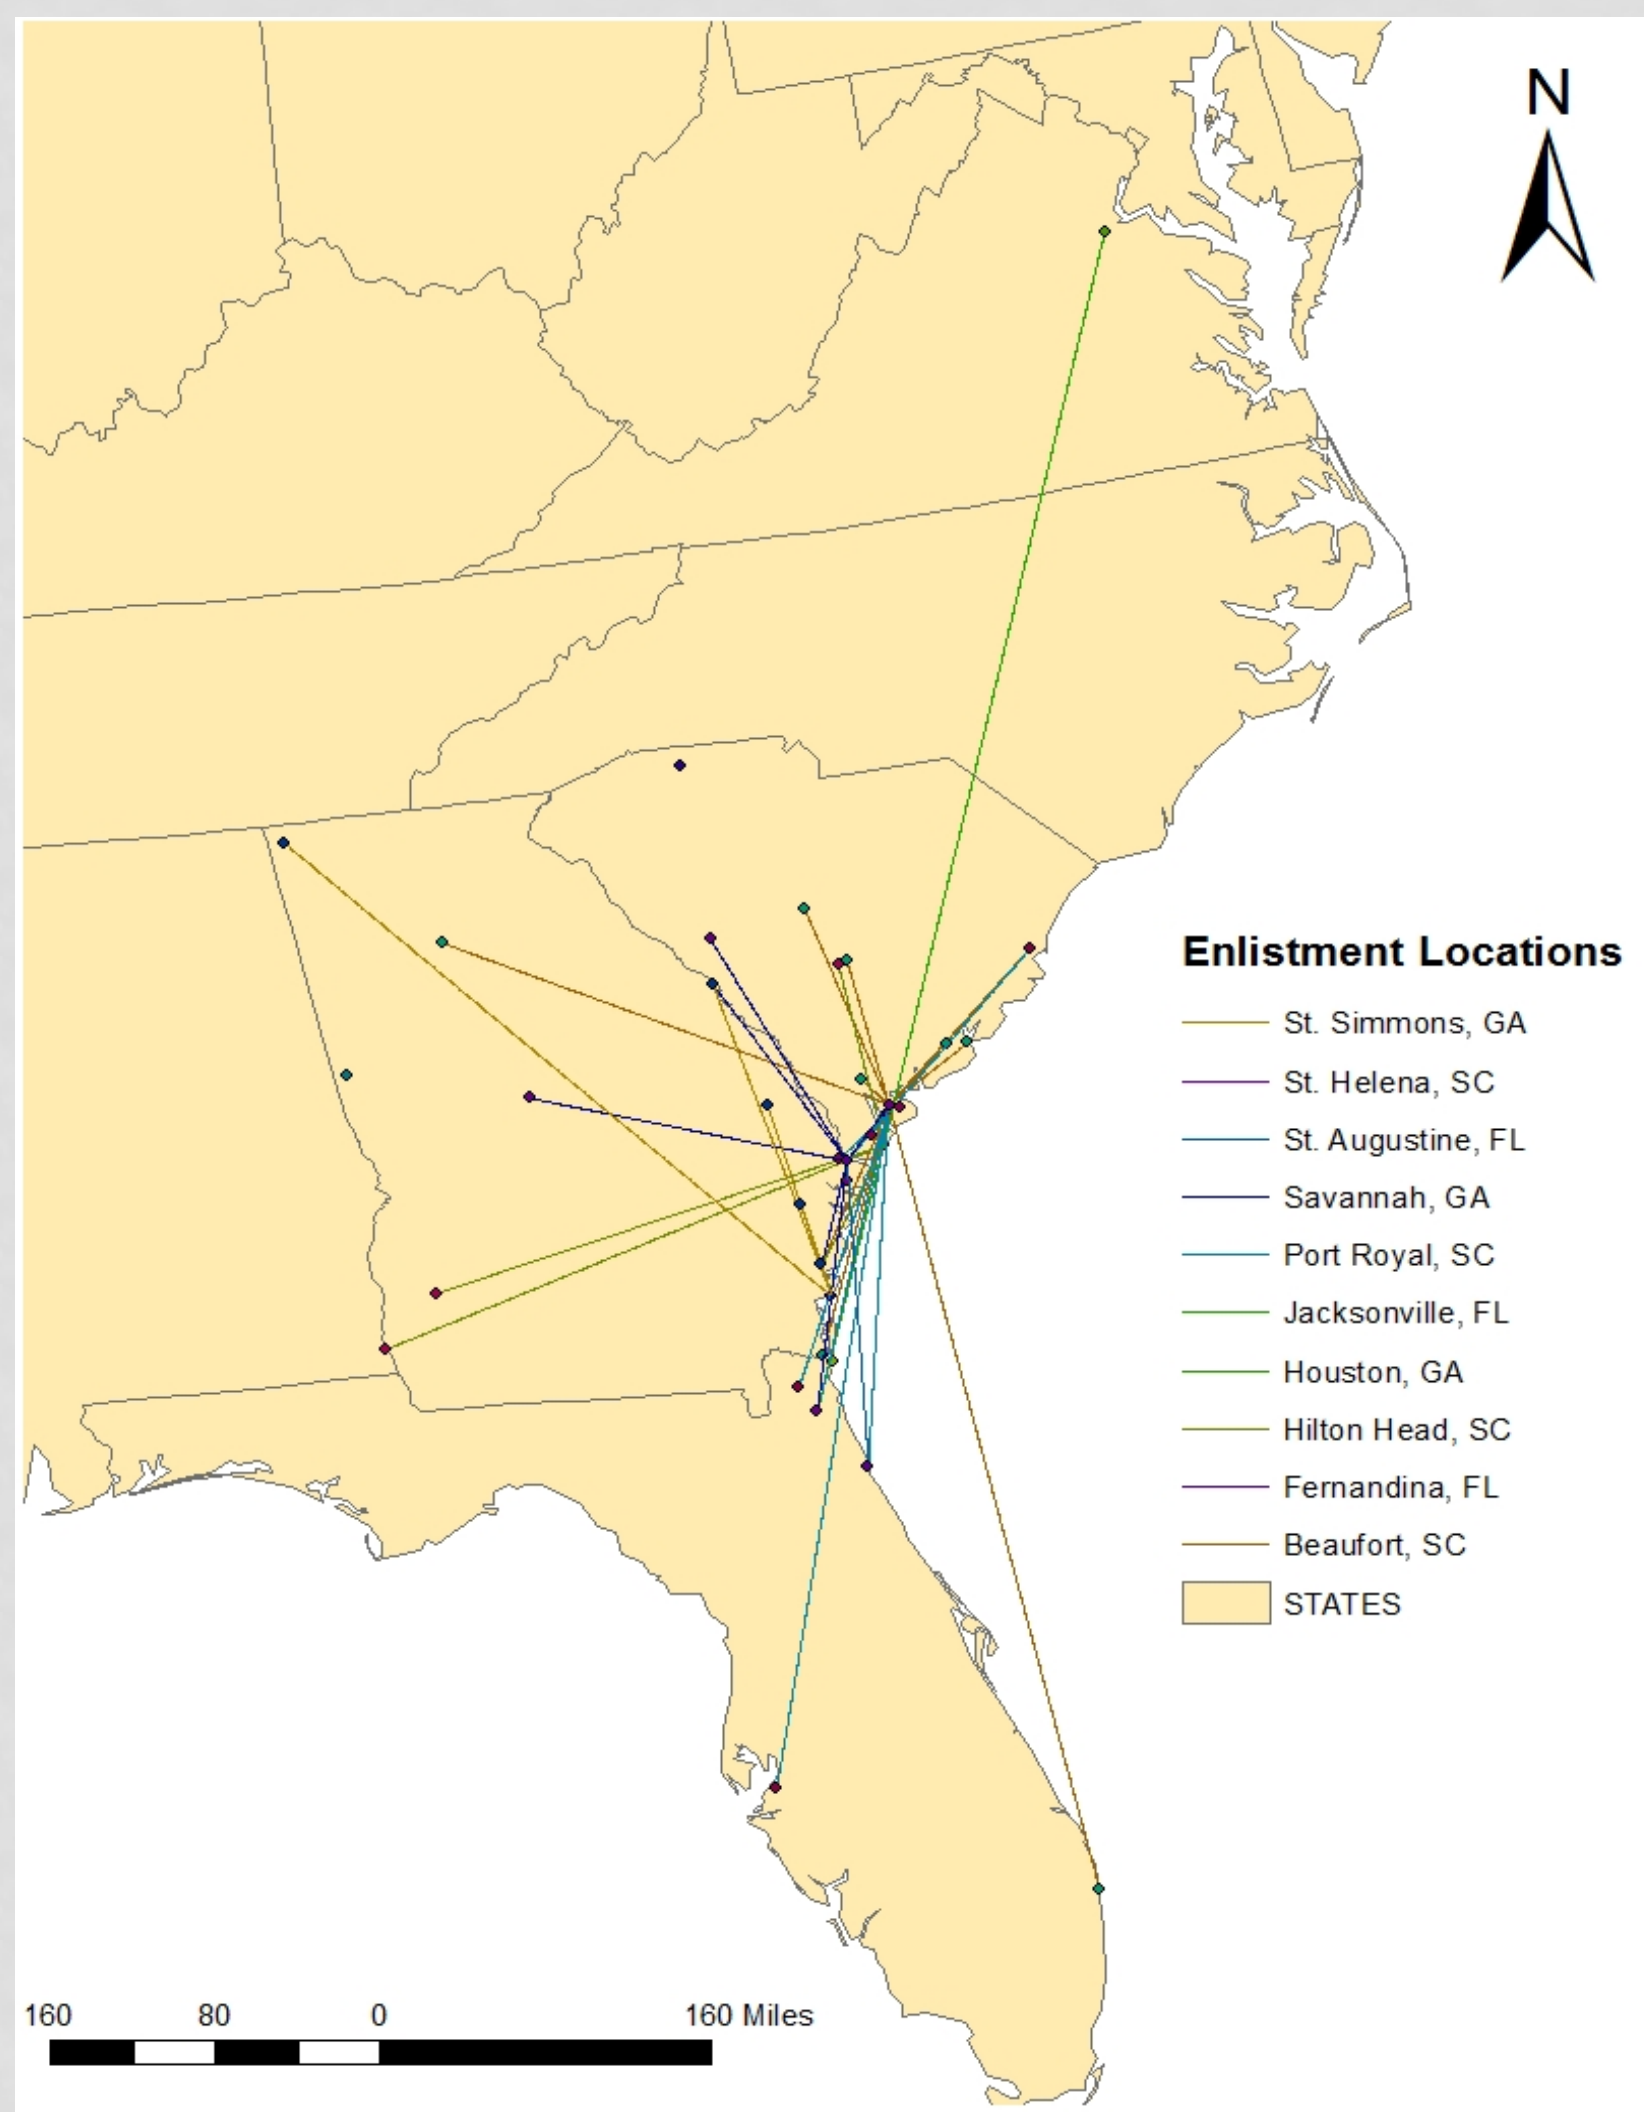 N
Enlistment Locations
St. Simmons, GA
St. Helena, SC
St. Augustine, FL
Savannah, GA
Port Royal, SC
Jacksonville, FL
Houston, GA
Hilton Head, SC
Fernandina, FL
Beaufort, SC
STATES
160 80 0 160 Miles